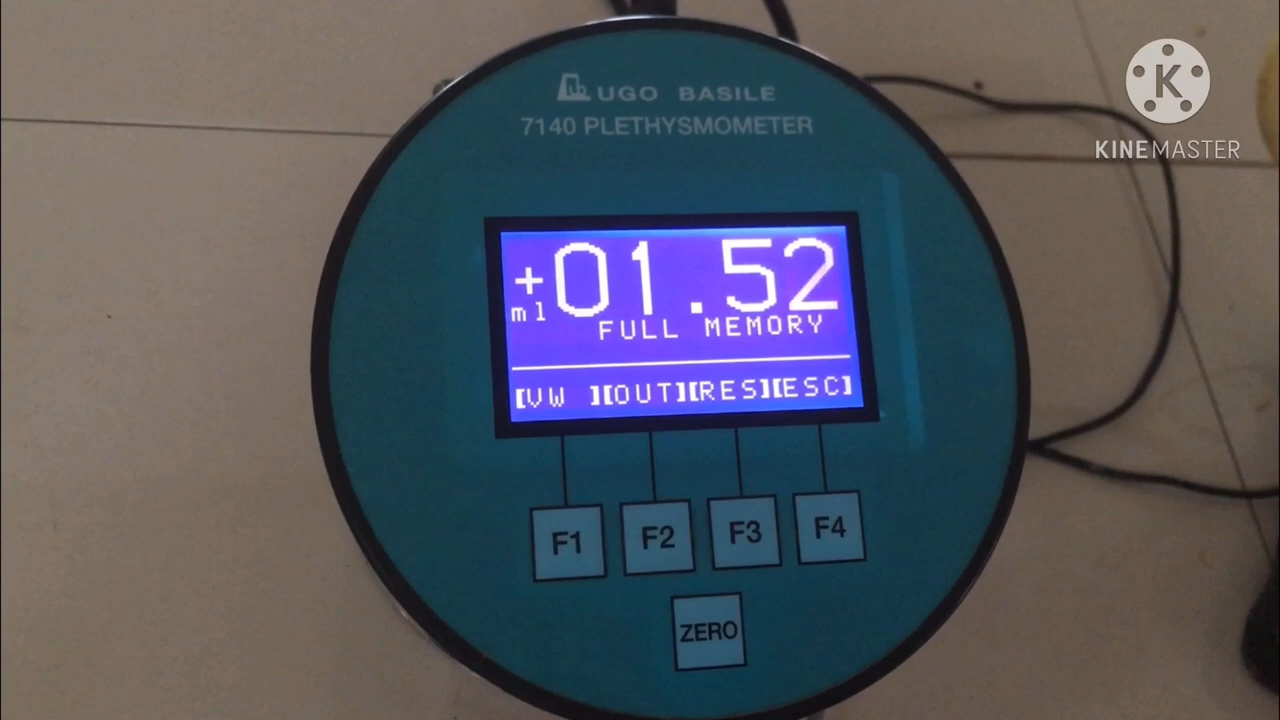 UGO BASILE
7140 PLETHYSMOMETER
+01.52
ml
FULL MEMORY
[VW ][OUT][RES][ESC]
F1 F2 F3 F4
ZERO
K
KINEMASTER